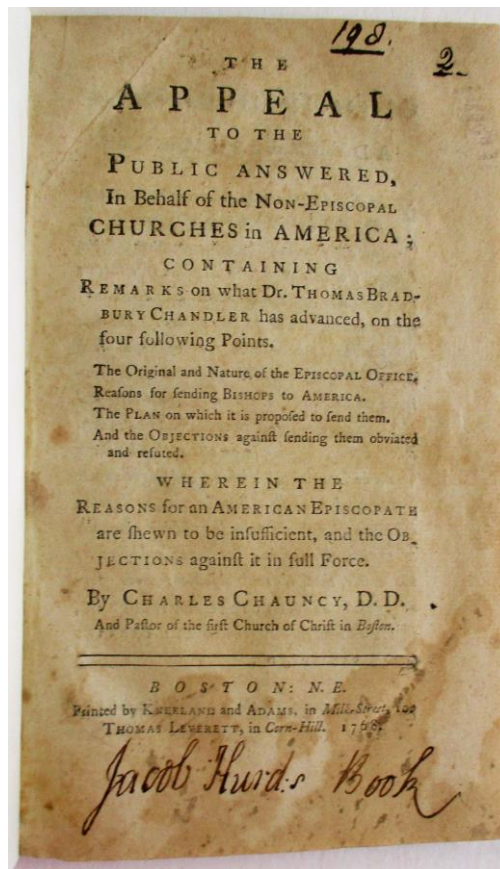 198.
2.
THE
APPEAL
TO THE
PUBLIC ANSWERED,
In Behalf of the NON-EPISCOPAL
CHURCHES in AMERICA;
CONTAINING
REMARKS on what Dr. THOMAS BRAD-
BURY CHANDLER has advanced, on the
four following Points.
The Original and Nature of the EPISCOPAL OFFICE,
Reasons for ſending BISHOPS to AMERICA.
The PLAN on which it is propoſed to ſend them.
And the OBJECTIONS againſt ſending them obviated
and refuted.
WHEREIN THE
REASONS for an AMERICAN EPISCOPATE
are ſhewn to be inſufficient, and the OB-
JECTIONS againſt it in full Force.
By CHARLES CHAUNCY, D. D.
And Paſtor of the firſt Church of Chriſt in Boſton.
BOSTON: N. E.
Printed by KNEELAND and ADAMS, in Milk-Street, for
THOMAS LEVERETT, in Corn-Hill. 1768.
Jacob Hurd's Book